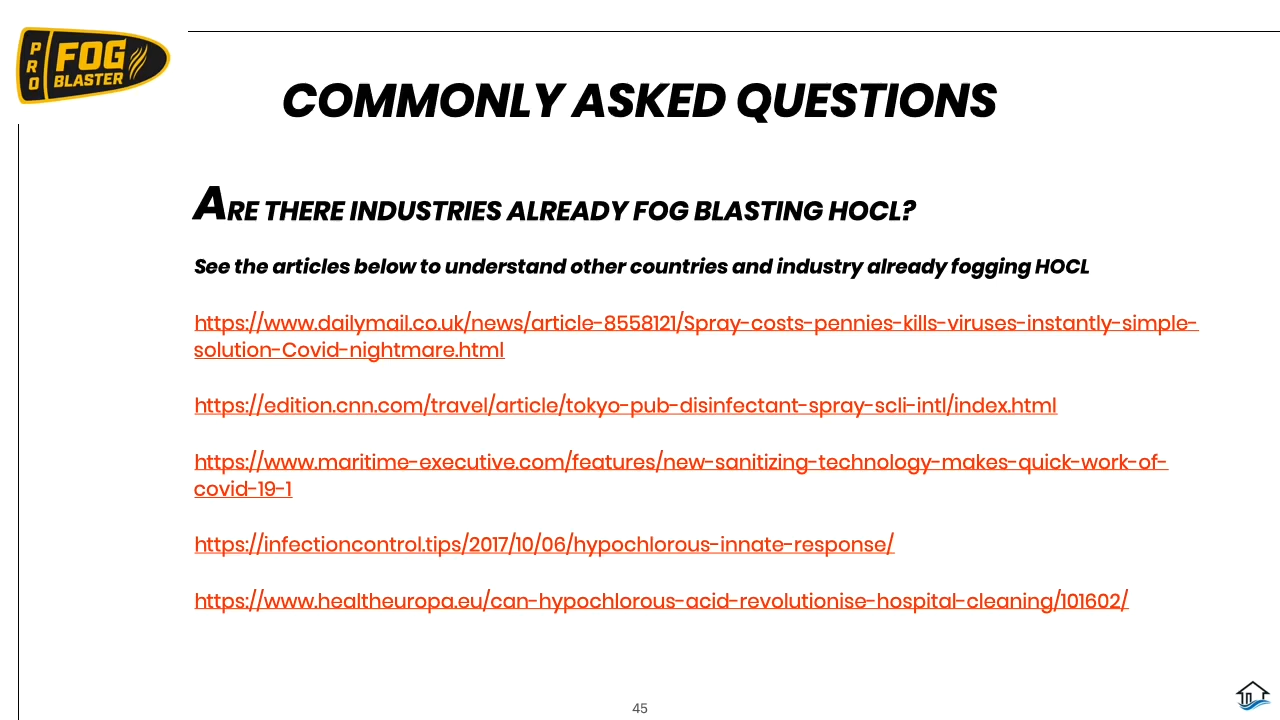 PRO
FOG
BLASTER
COMMONLY ASKED QUESTIONS
ARE THERE INDUSTRIES ALREADY FOG BLASTING HOCL?
See the articles below to understand other countries and industry already fogging HOCL
https://www.dailymail.co.uk/news/article-8558121/Spray-costs-pennies-kills-viruses-instantly-simple-
solution-Covid-nightmare.html
https://edition.cnn.com/travel/article/tokyo-pub-disinfectant-spray-scli-intl/index.html
https://www.maritime-executive.com/features/new-sanitizing-technology-makes-quick-work-of-
covid-19-1
https://infectioncontrol.tips/2017/10/06/hypochlorous-innate-response/
https://www.healtheuropa.eu/can-hypochlorous-acid-revolutionise-hospital-cleaning/101602/
45